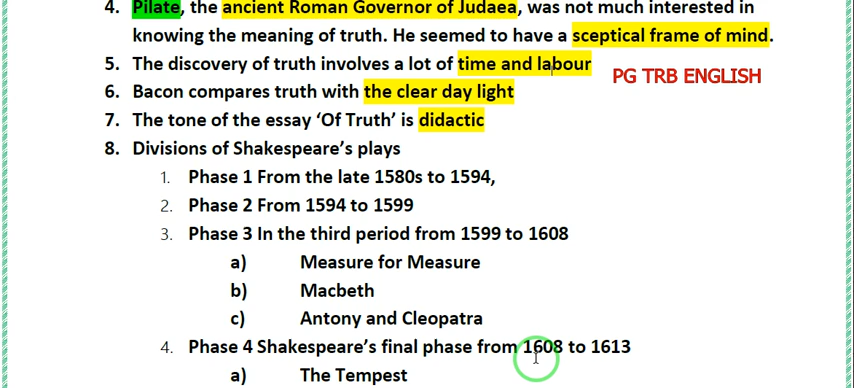 4. Pilate, the ancient Roman Governor of Judaea, was not much interested in
knowing the meaning of truth. He seemed to have a sceptical frame of mind.
5. The discovery of truth involves a lot of time and labour
PG TRB ENGLISH
6. Bacon compares truth with the clear day light
7. The tone of the essay ‘Of Truth’ is didactic
8. Divisions of Shakespeare’s plays
1. Phase 1 From the late 1580s to 1594,
2. Phase 2 From 1594 to 1599
3. Phase 3 In the third period from 1599 to 1608
a) Measure for Measure
b) Macbeth
c) Antony and Cleopatra
4. Phase 4 Shakespeare’s final phase from 1608 to 1613
a) The Tempest